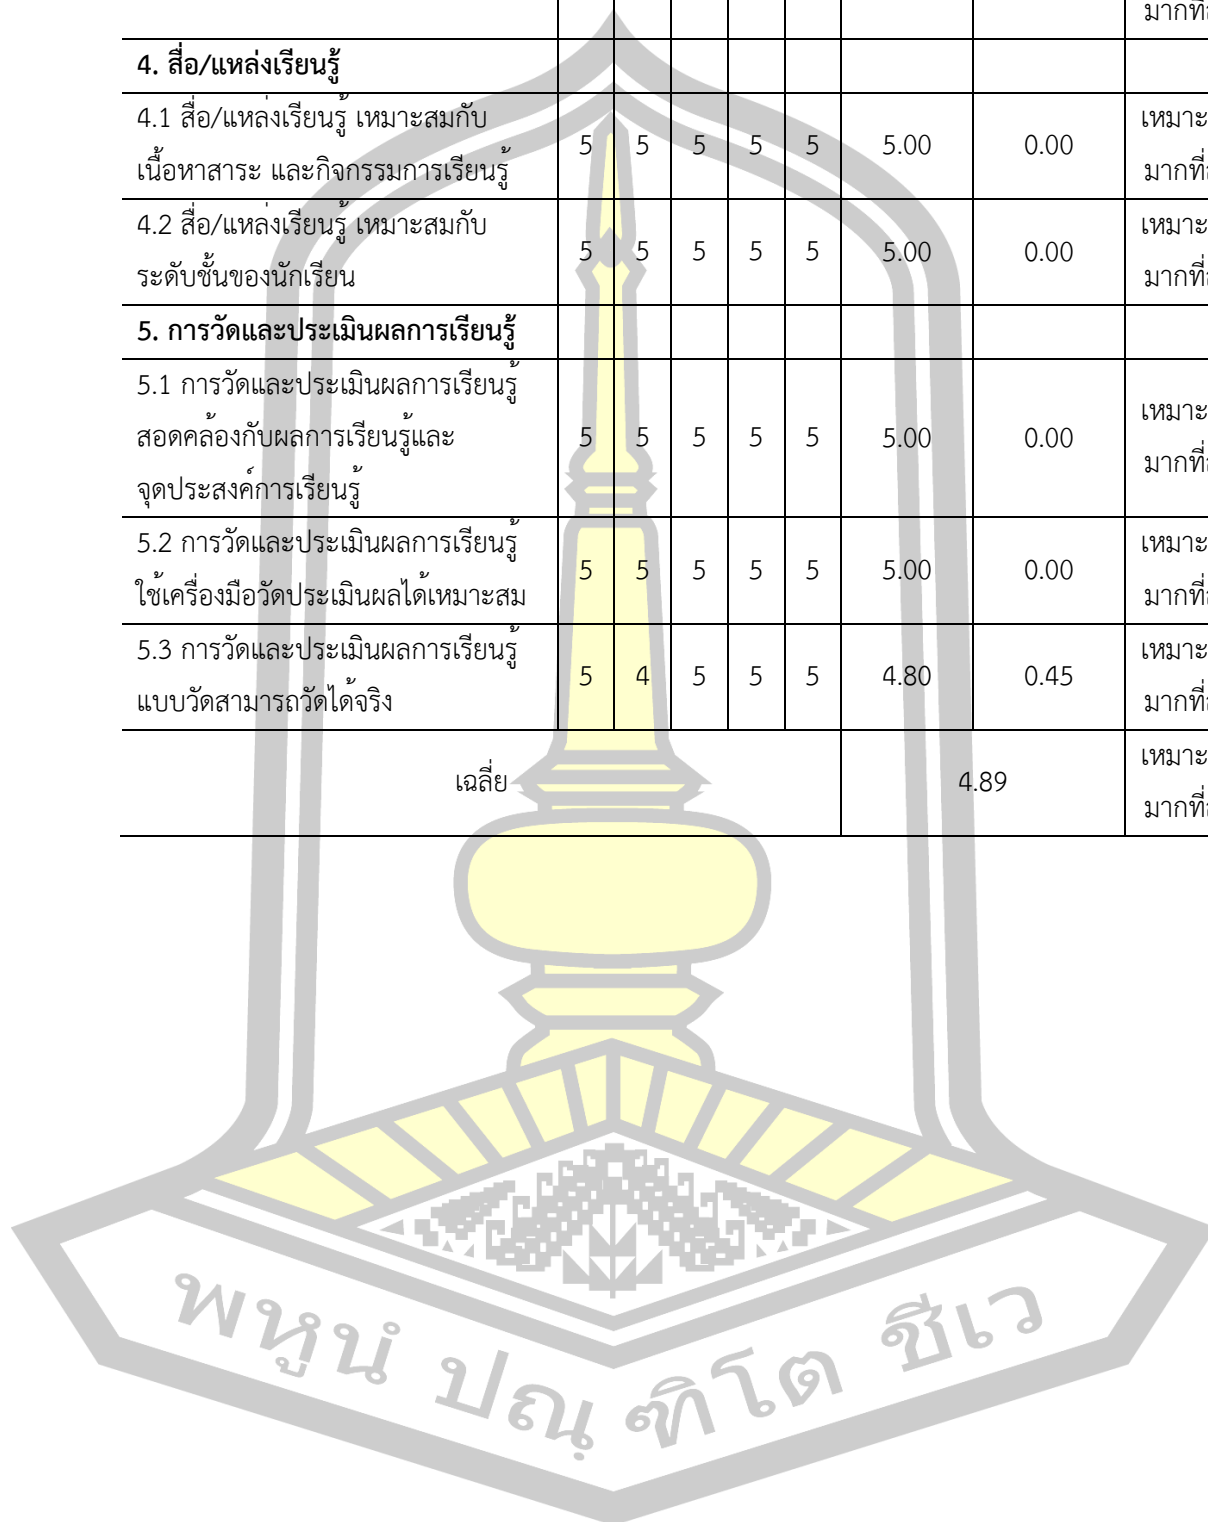 มากที่
4. สื่อ/แหล่งเรียนรู้
4.1 สื่อ/แหล่งเรียนรู้ เหมาะสมกับ
เนื้อหาสาระ และกิจกรรมการเรียนรู้
5 5 5 5 5 5.00 0.00
เหมาะ
มากที่
4.2 สื่อ/แหล่งเรียนรู้ เหมาะสมกับ
ระดับชั้นของนักเรียน
5 5 5 5 5 5.00 0.00
เหมาะ
มากที่
5. การวัดและประเมินผลการเรียนรู้
5.1 การวัดและประเมินผลการเรียนรู้
สอดคล้องกับผลการเรียนรู้และ
จุดประสงค์การเรียนรู้
5 5 5 5 5 5.00 0.00
เหมาะ
มากที่
5.2 การวัดและประเมินผลการเรียนรู้
ใช้เครื่องมือวัดประเมินผลได้เหมาะสม
5 5 5 5 5 5.00 0.00
เหมาะ
มากที่
5.3 การวัดและประเมินผลการเรียนรู้
แบบวัดสามารถวัดได้จริง
5 4 5 5 5 4.80 0.45
เหมาะ
มากที่
เฉลี่ย 4.89
เหมาะ
มากที่
พหูนํ ปณฺฑิโต ชีเว